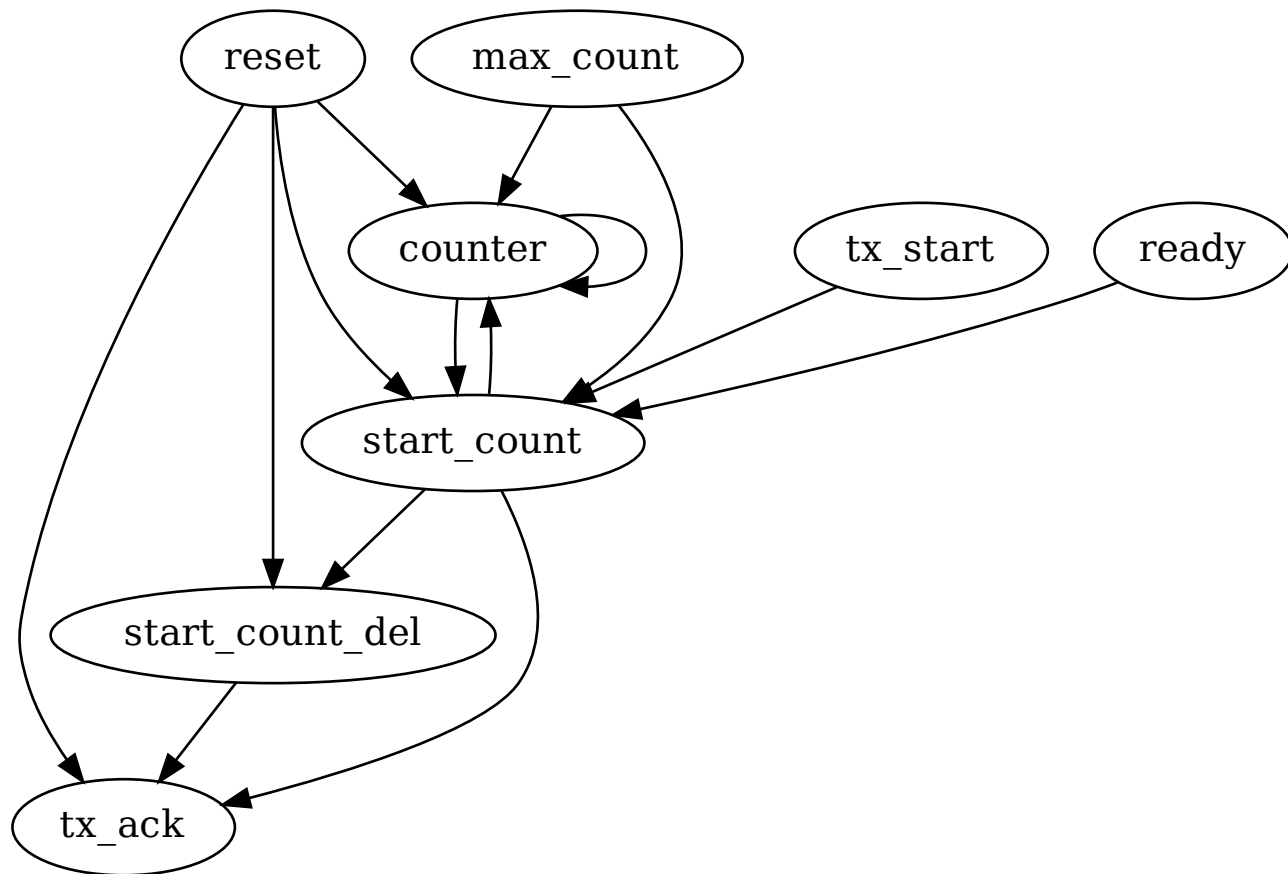 reset
max_count
counter
tx_start
ready
start_count
start_count_del
tx_ack